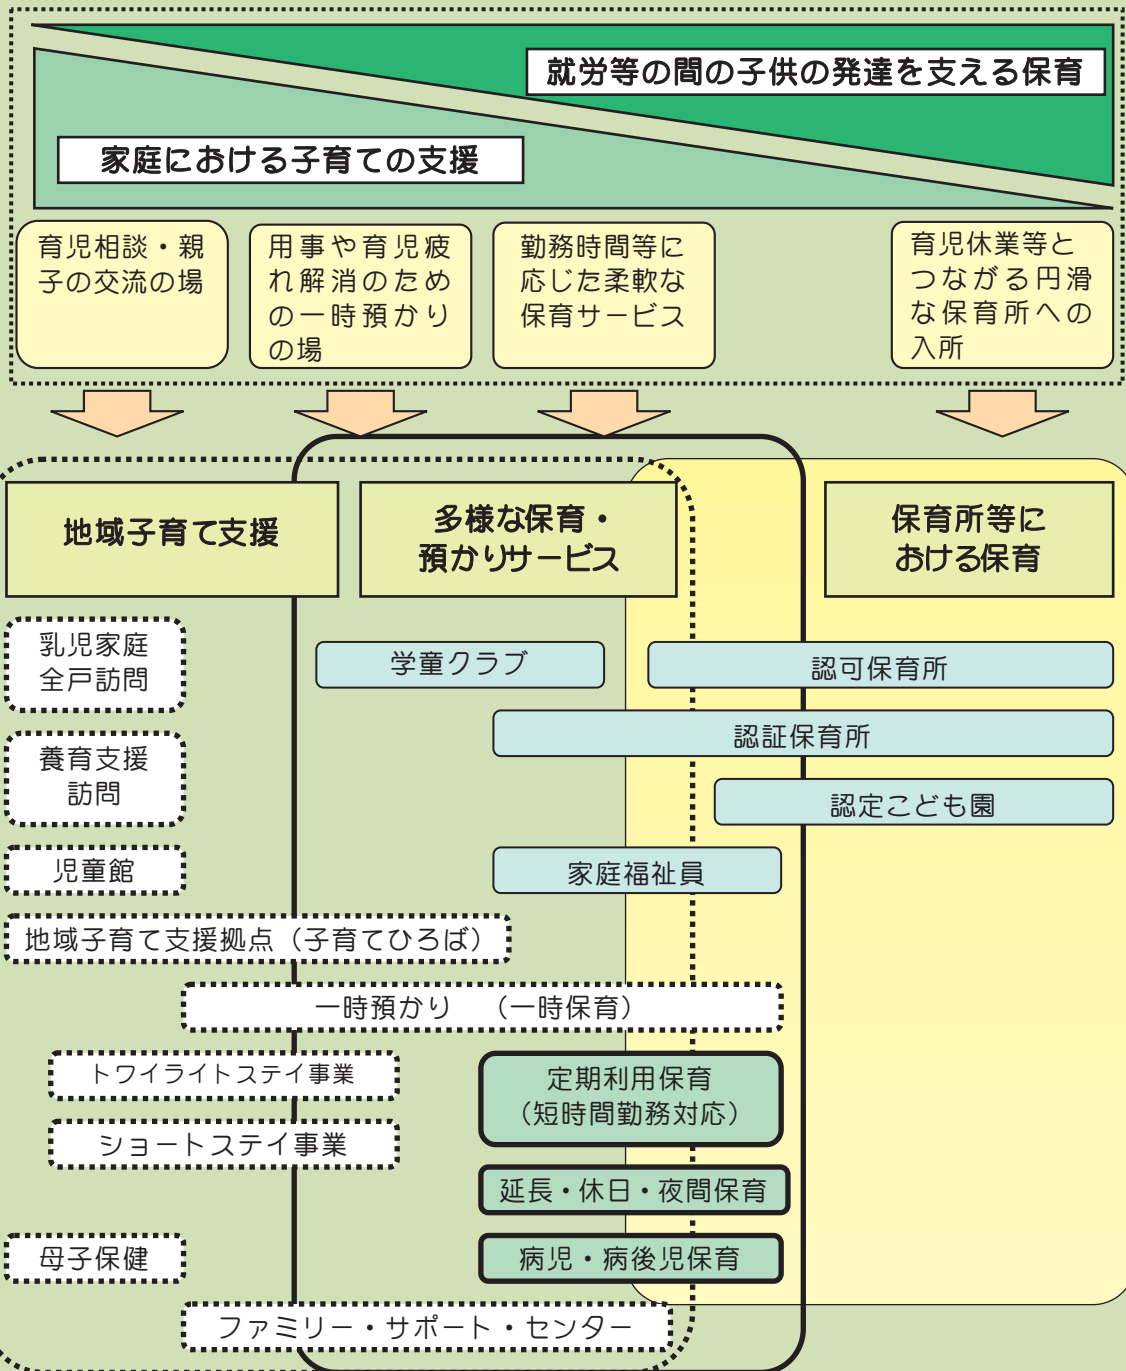 就労等の間の子供の発達を支える保育
家庭における子育ての支援
育児相談・親
子の交流の場
用事や育児疲
れ解消のため
の一時預かり
の場
勤務時間等に
応じた柔軟な
保育サービス
育児休業等と
つながる円滑
な保育所への
入所
地域子育て支援
多様な保育・
預かりサービス
保育所等に
おける保育
乳児家庭
全戸訪問
学童クラブ
認可保育所
認証保育所
養育支援
訪問
認定こども園
児童館
家庭福祉員
地域子育て支援拠点（子育てひろば）
一時預かり　（一時保育）
トワイライトステイ事業
定期利用保育
（短時間勤務対応）
ショートステイ事業
延長・休日・夜間保育
母子保健
病児・病後児保育
ファミリー・サポート・センター